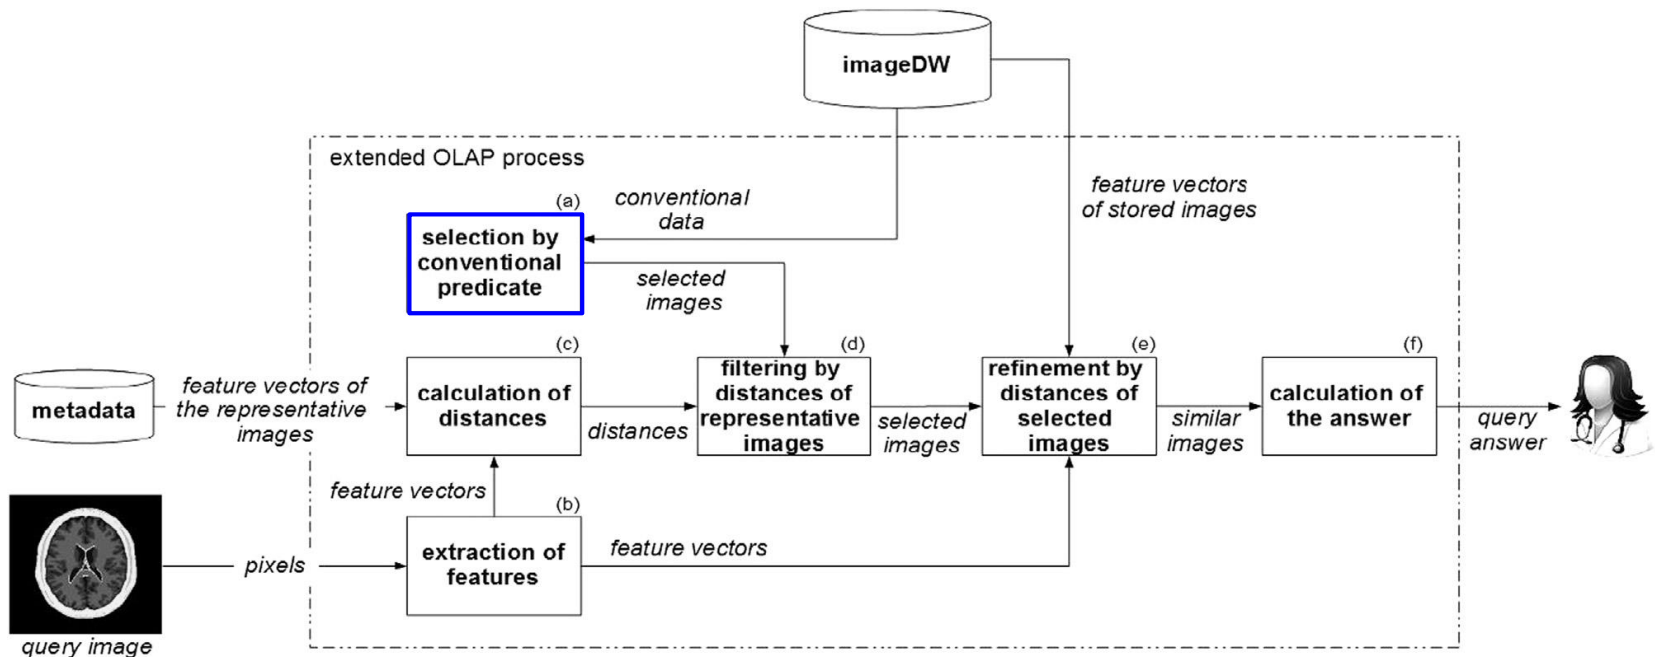 imageDW
extended OLAP process
(a)
conventional
data
feature vectors
of stored images
selection by
conventional
predicate
selected
images
(c)
(d)
(e)
(f)
metadata
feature vectors of
the representative
images
calculation of
distances
distances
filtering by
distances of
representative
images
selected
images
refinement by
distances of
selected
images
similar
images
calculation of
the answer
query
answer
feature vectors
(b)
pixels
extraction of
features
feature vectors
query image